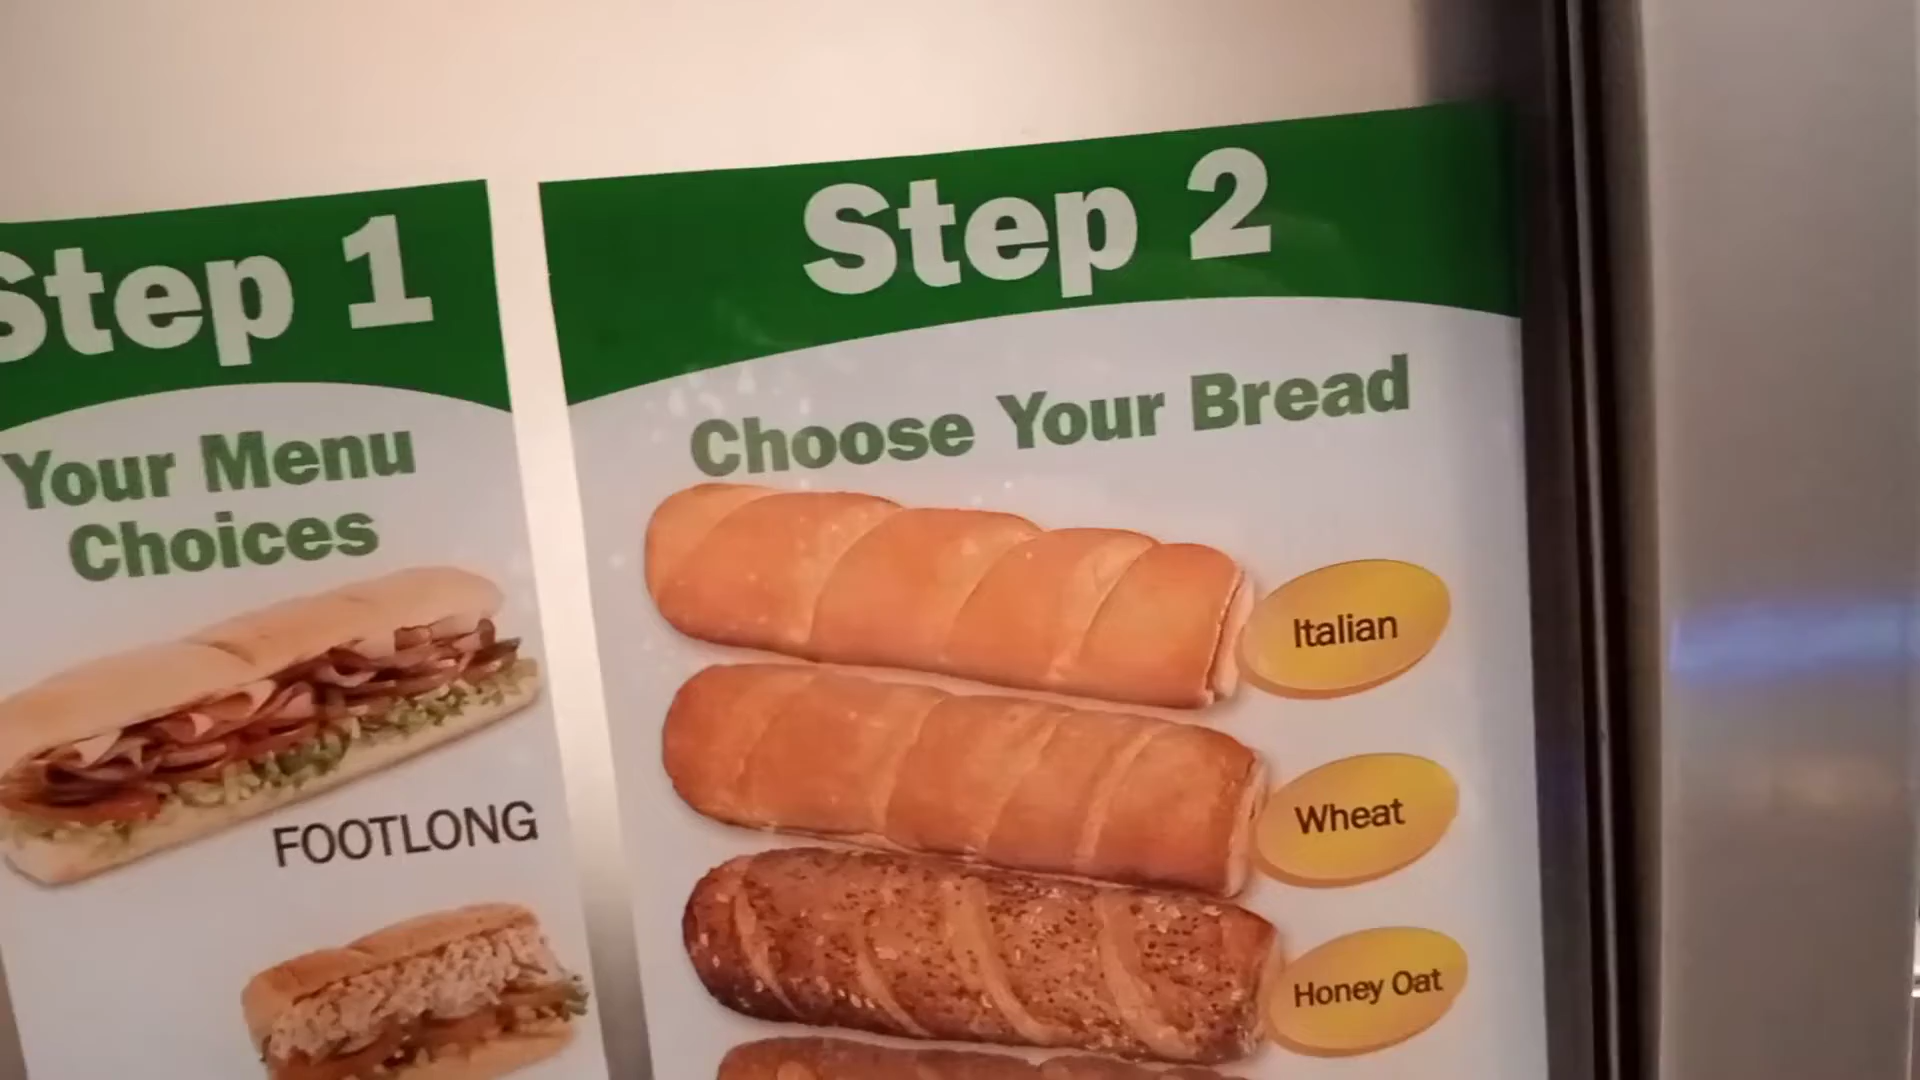 Step 1
Your Menu
Choices
FOOTLONG
Step 2
Choose Your Bread
Italian
Wheat
Honey Oat